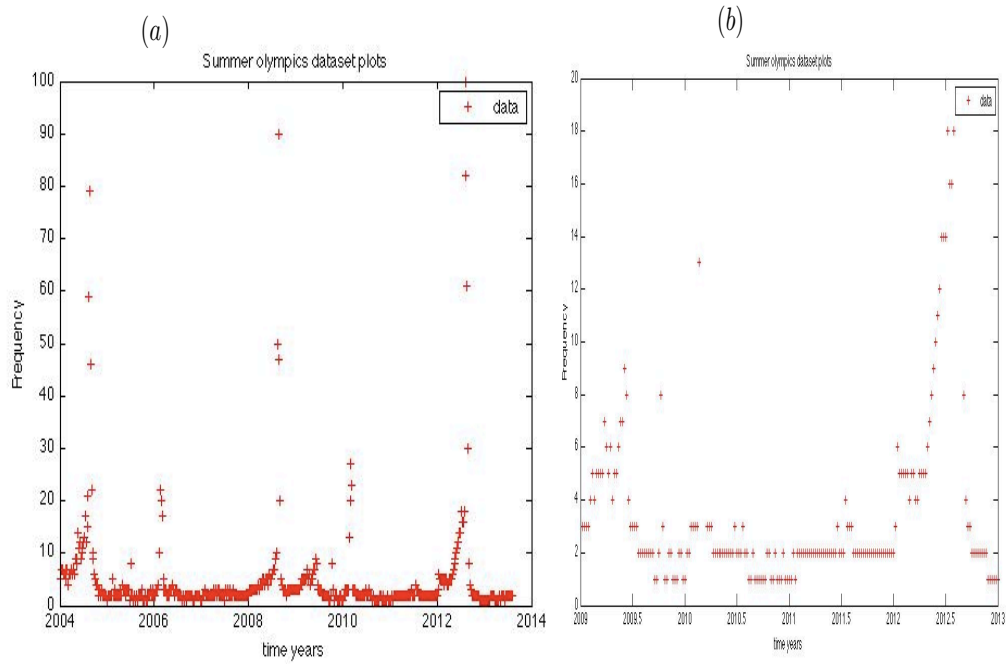 (a)
Summer olympics dataset plots
100
90
80
70
60
50
40
30
20
10
0
data
Frequency
2004 2006 2008 2010 2012 2014
time years
(b)
Summer olympics dataset plots
20
18
16
14
12
10
8
6
4
2
0
data
Frequency
2009 2009.5 2010 2010.5 2011 2011.5 2012 2012.5 2013
time years